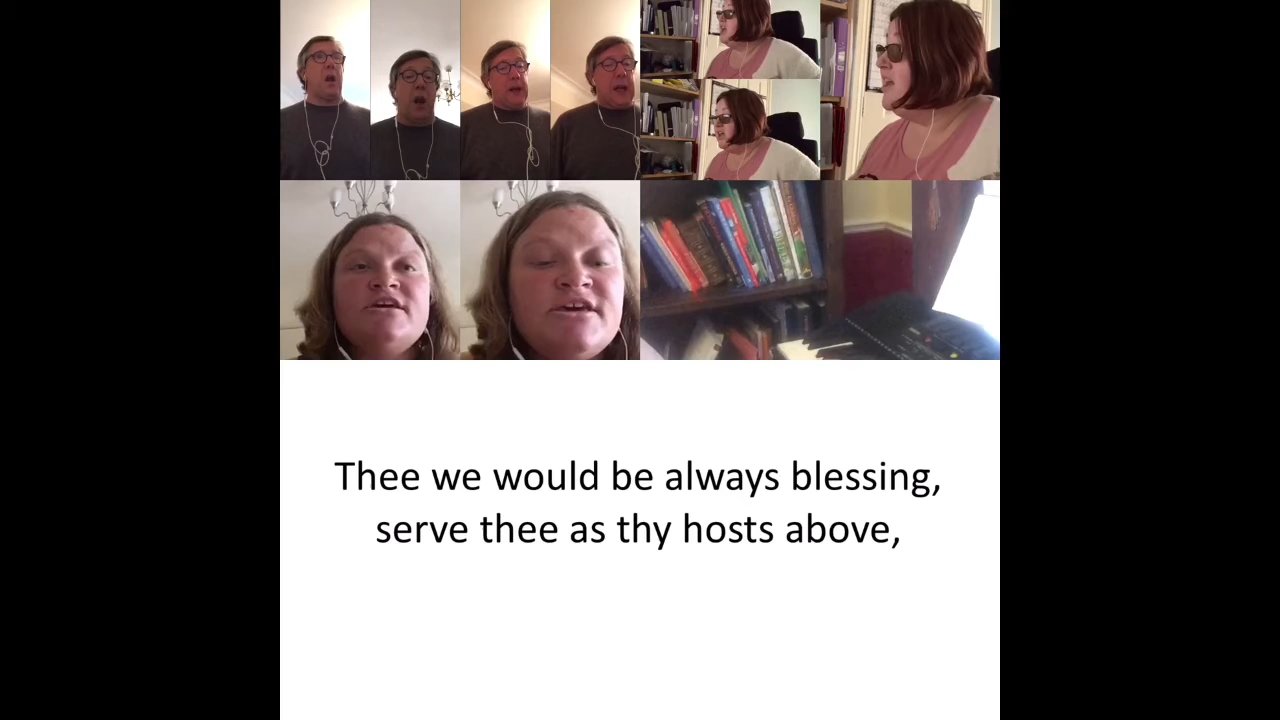 Thee we would be always blessing,
serve thee as thy hosts above,